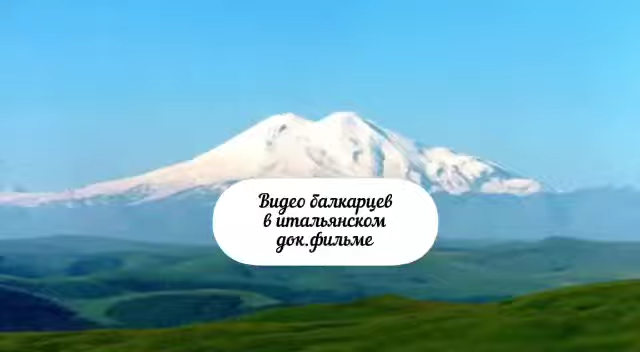 Видео балкарцев
в итальянском
док.фильме